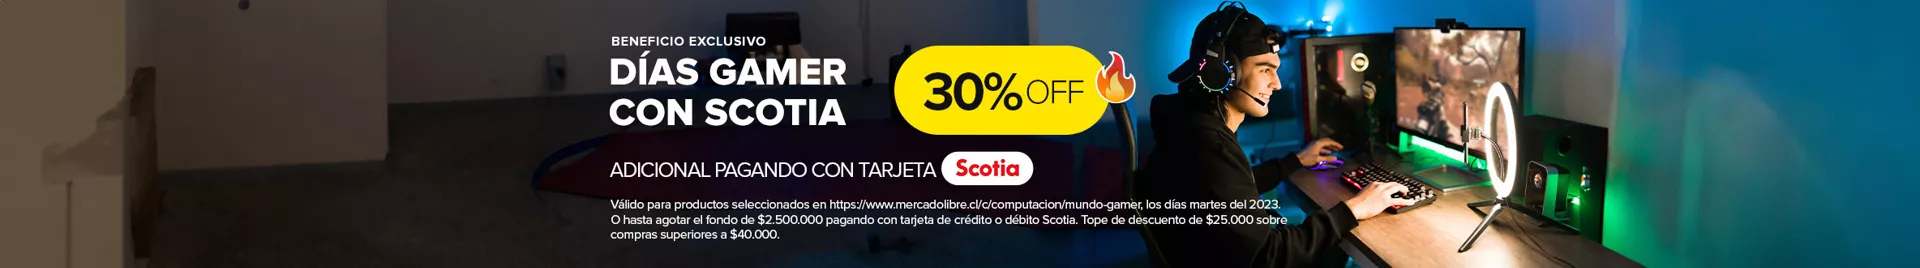 BENEFICIO EXCLUSIVO
DÍAS GAMER
CON SCOTIA
30% OFF
ADICIONAL PAGANDO CON TARJETA Scotia
Válido para productos seleccionados en https://www.mercadolibre.cl/c/computacion/mundo-gamer, los días martes del 2023.
O hasta agotar el fondo de $2.500.000 pagando con tarjeta de crédito o débito Scotia. Tope de descuento de $25.000 sobre
compras superiores a $40.000.